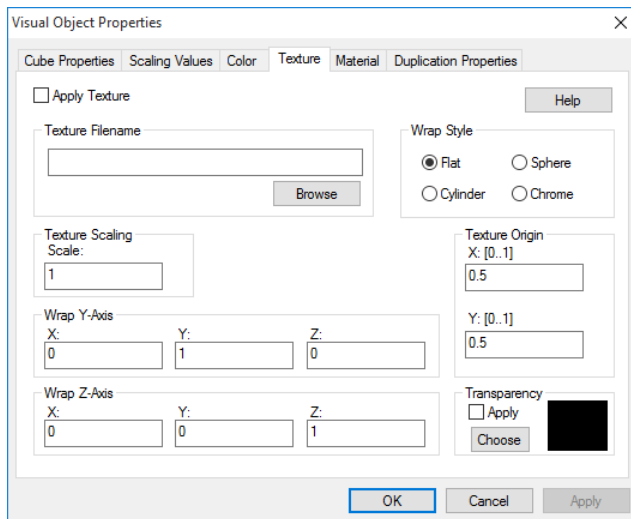 Visual Object Properties
Cube Properties Scaling Values Color Texture Material Duplication Properties
Apply Texture
Help
Texture Filename
Browse
Wrap Style
Flat Sphere
Cylinder Chrome
Texture Scaling
Scale:
1
Texture Origin
X: [0..1]
0.5
Y: [0..1]
0.5
Wrap Y-Axis
X: Y: Z:
0 1 0
Wrap Z-Axis
X: Y: Z:
0 0 1
Transparency
Apply
Choose
OK Cancel Apply